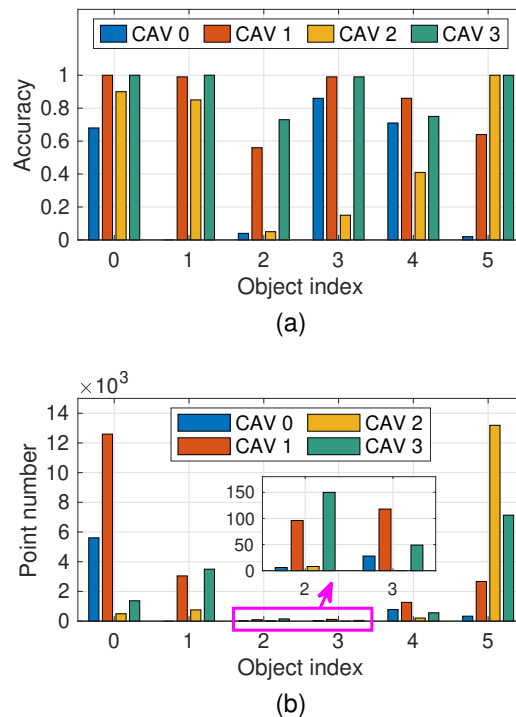 CAV 0 CAV 1 CAV 2 CAV 3
1
0.8
0.6
0.4
0.2
0
Accuracy
0 1 2 3 4 5
Object index
(a)
×10³
14
12
10
8
6
4
2
0
Point number
CAV 0 CAV 2
CAV 1 CAV 3
150
100
50
0
2 3
0 1 2 3 4 5
Object index
(b)